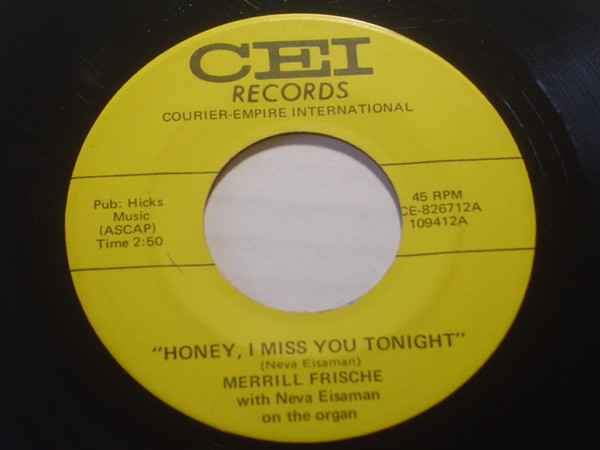 CEI
RECORDS
COURIER-EMPIRE INTERNATIONAL
Pub: Hicks
Music
(ASCAP)
Time 2:50
45 RPM
CE-826712A
109412A
"HONEY, I MISS YOU TONIGHT"
(Neva Eisaman)
MERRILL FRISCHE
with Neva Eisaman
on the organ